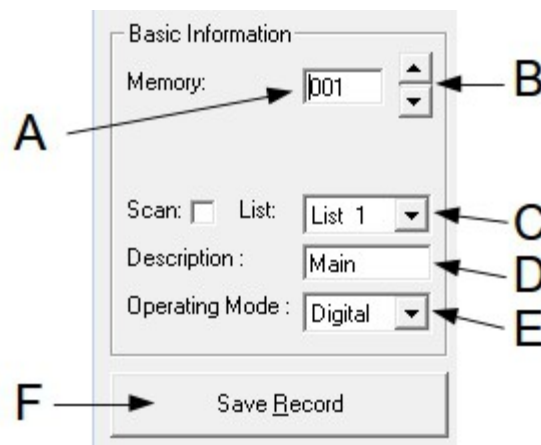 Basic Information
Memory: 001
A
B
Scan: List: List 1
C
Description : Main
D
Operating Mode : Digital
E
F
Save Record